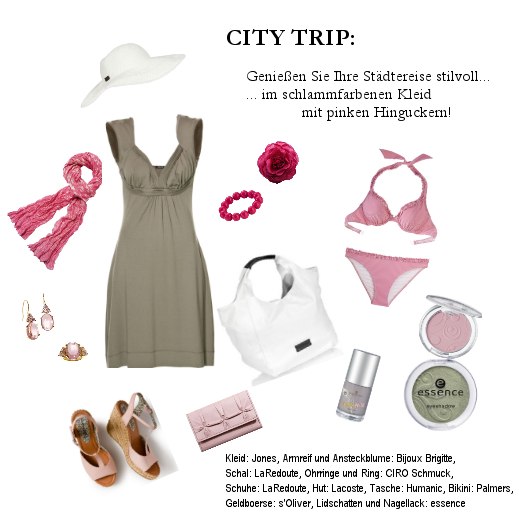 CITY TRIP:
Genießen Sie Ihre Städtereise stilvoll...
... im schlammfarbenen Kleid
mit pinken Hinguckern!
essence
eyeshadow
Kleid: Jones, Armreif und Ansteckblume: Bijoux Brigitte,
Schal: LaRedoute, Ohrringe und Ring: CIRO Schmuck,
Schuhe: LaRedoute, Hut: Lacoste, Tasche: Humanic, Bikini: Palmers,
Geldboerse: s'Oliver, Lidschatten und Nagellack: essence